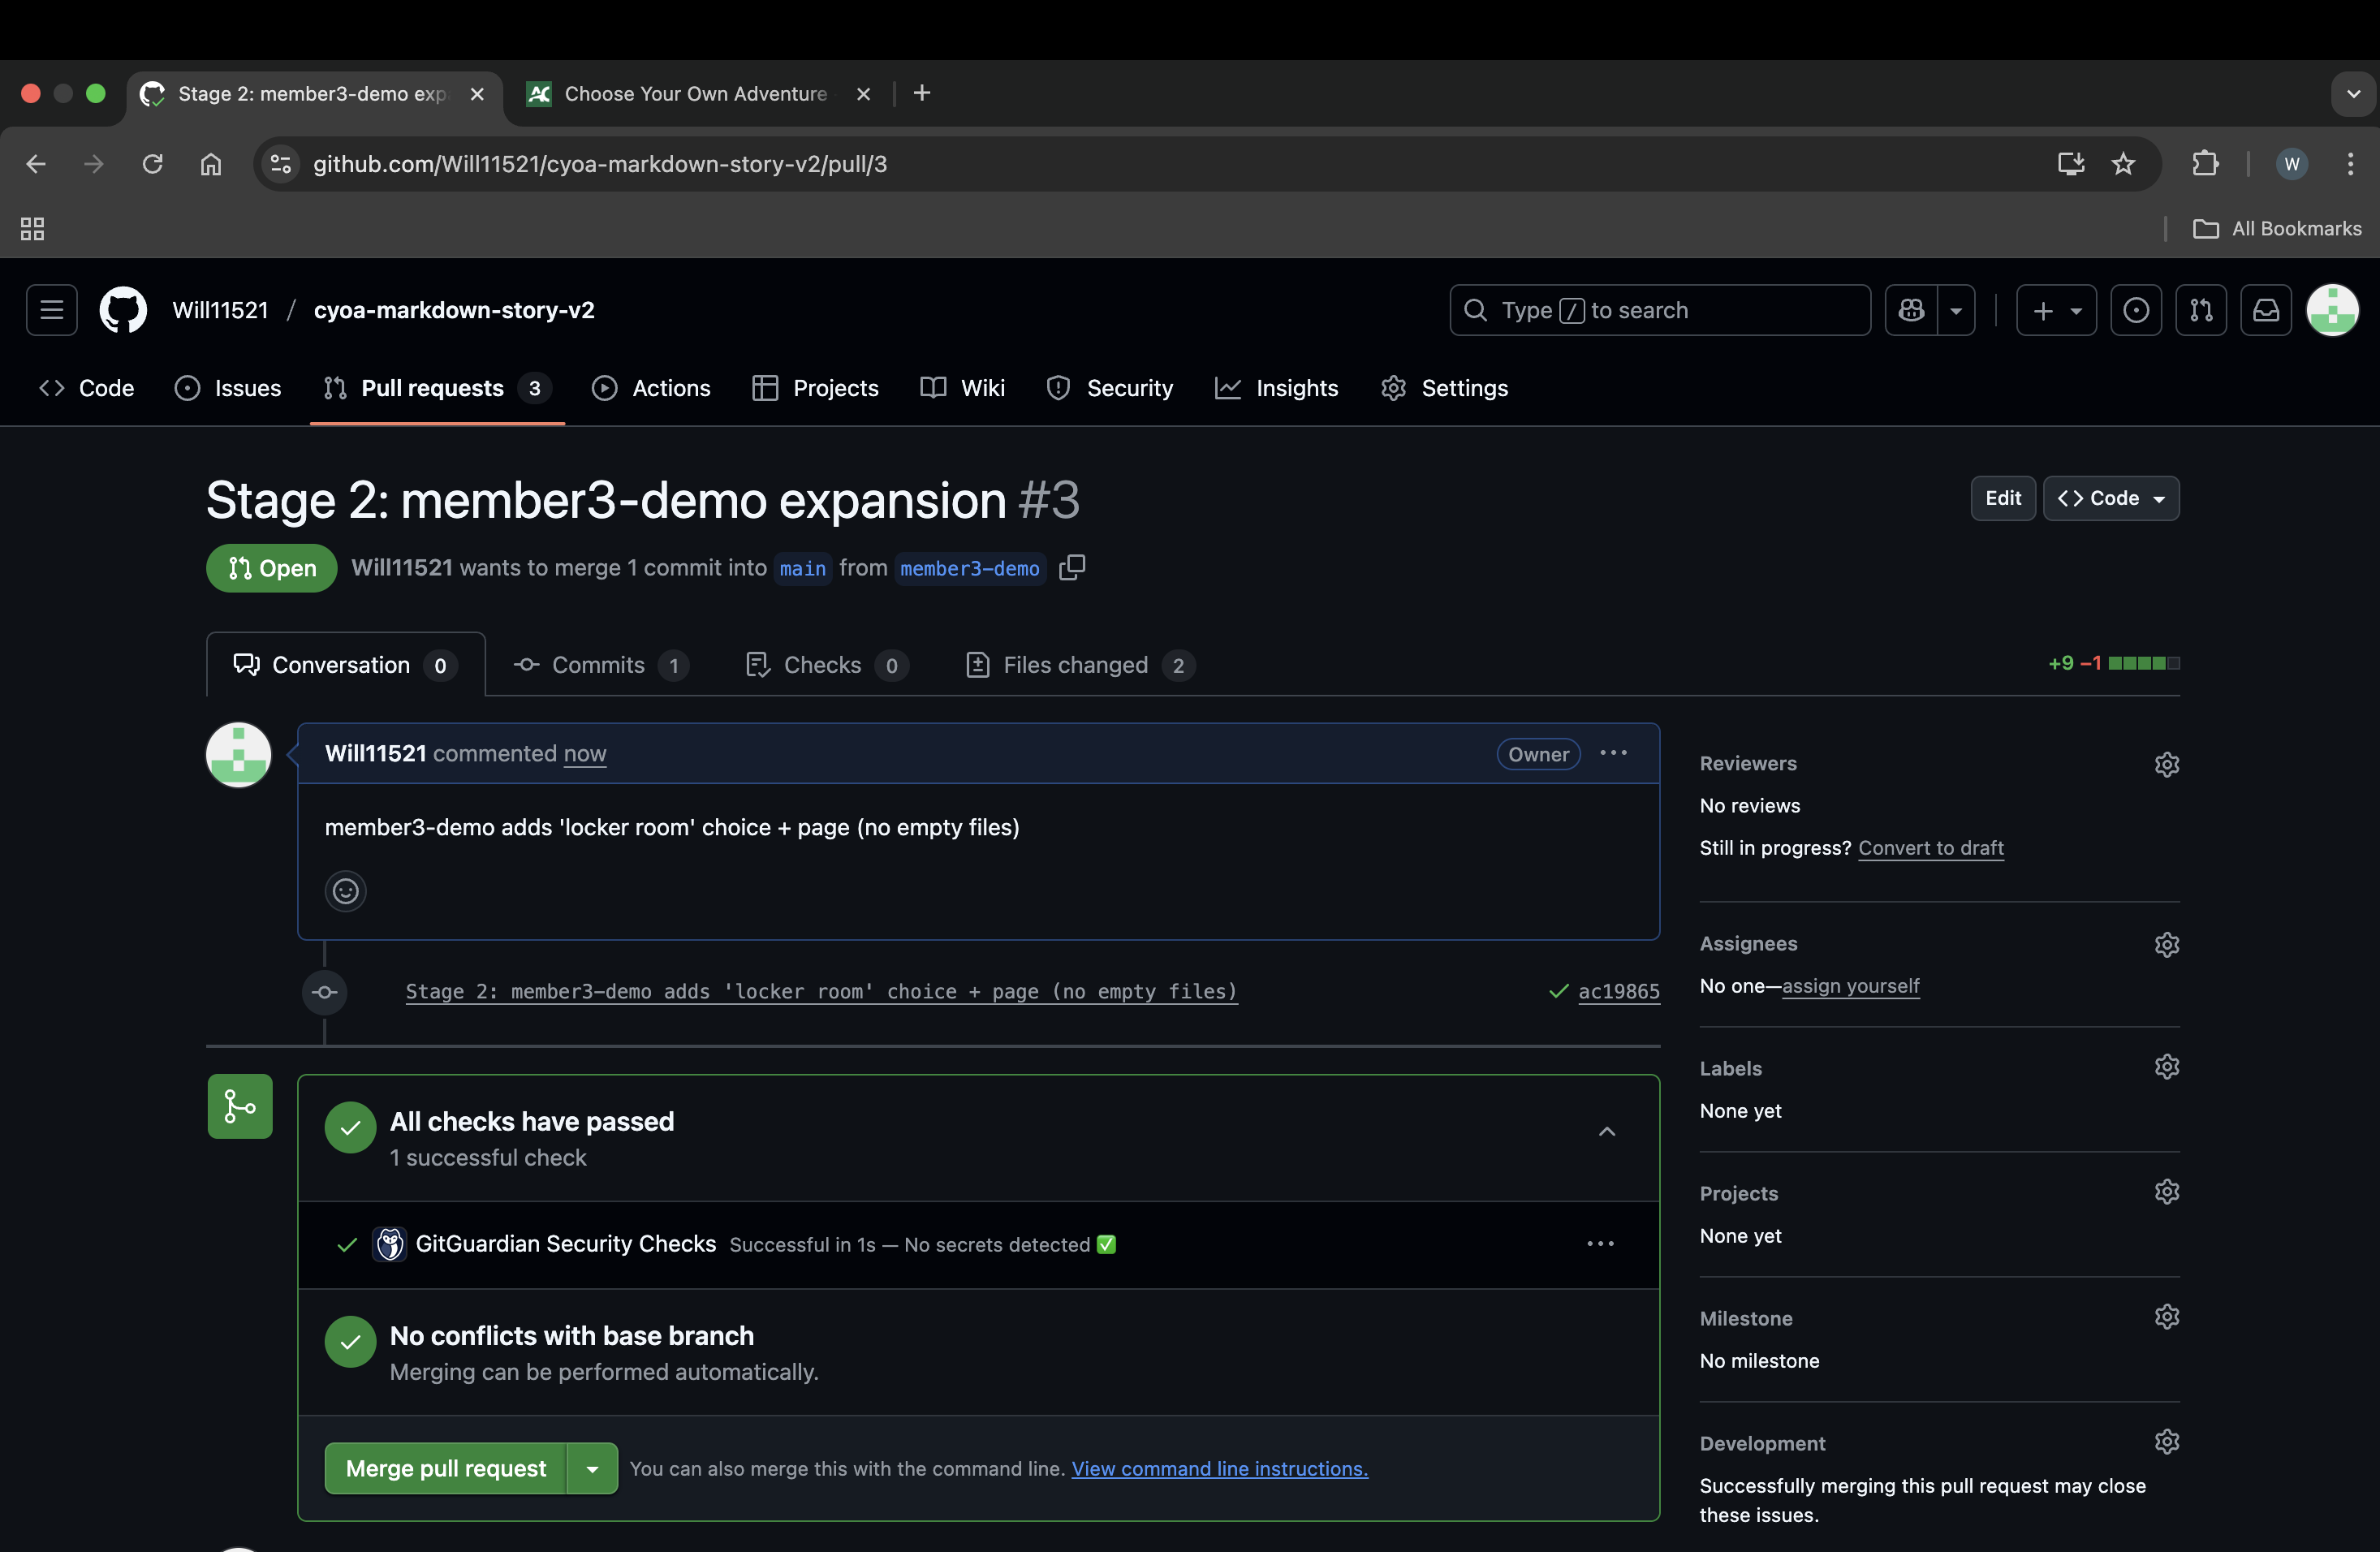 Stage 2: member3-demo exp
Choose Your Own Adventure
github.com/Will11521/cyoa-markdown-story-v2/pull/3
W
All Bookmarks
Will11521 / cyoa-markdown-story-v2
Type / to search
Code
Issues
Pull requests 3
Actions
Projects
Wiki
Security
Insights
Settings
Stage 2: member3-demo expansion #3
Edit
Code
Open
Will11521 wants to merge 1 commit into main from member3-demo
Conversation 0
Commits 1
Checks 0
Files changed 2
+9 −1
Will11521 commented now
Owner
member3-demo adds 'locker room' choice + page (no empty files)
Stage 2: member3-demo adds 'locker room' choice + page (no empty files)
ac19865
All checks have passed
1 successful check
GitGuardian Security Checks Successful in 1s — No secrets detected ✅
No conflicts with base branch
Merging can be performed automatically.
Merge pull request
You can also merge this with the command line. View command line instructions.
Reviewers
No reviews
Still in progress? Convert to draft
Assignees
No one—assign yourself
Labels
None yet
Projects
None yet
Milestone
No milestone
Development
Successfully merging this pull request may close
these issues.